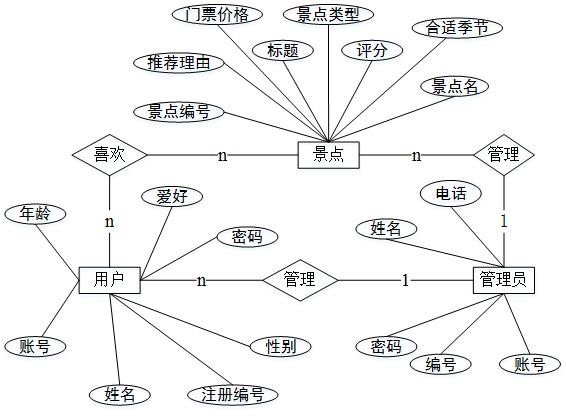 门票价格
景点类型
合适季节
标题
评分
推荐理由
景点名
景点编号
喜欢
n
景点
n
管理
爱好
电话
年龄
n
1
姓名
密码
用户
n
管理
1
管理员
账号
性别
密码
编号
账号
姓名
注册编号